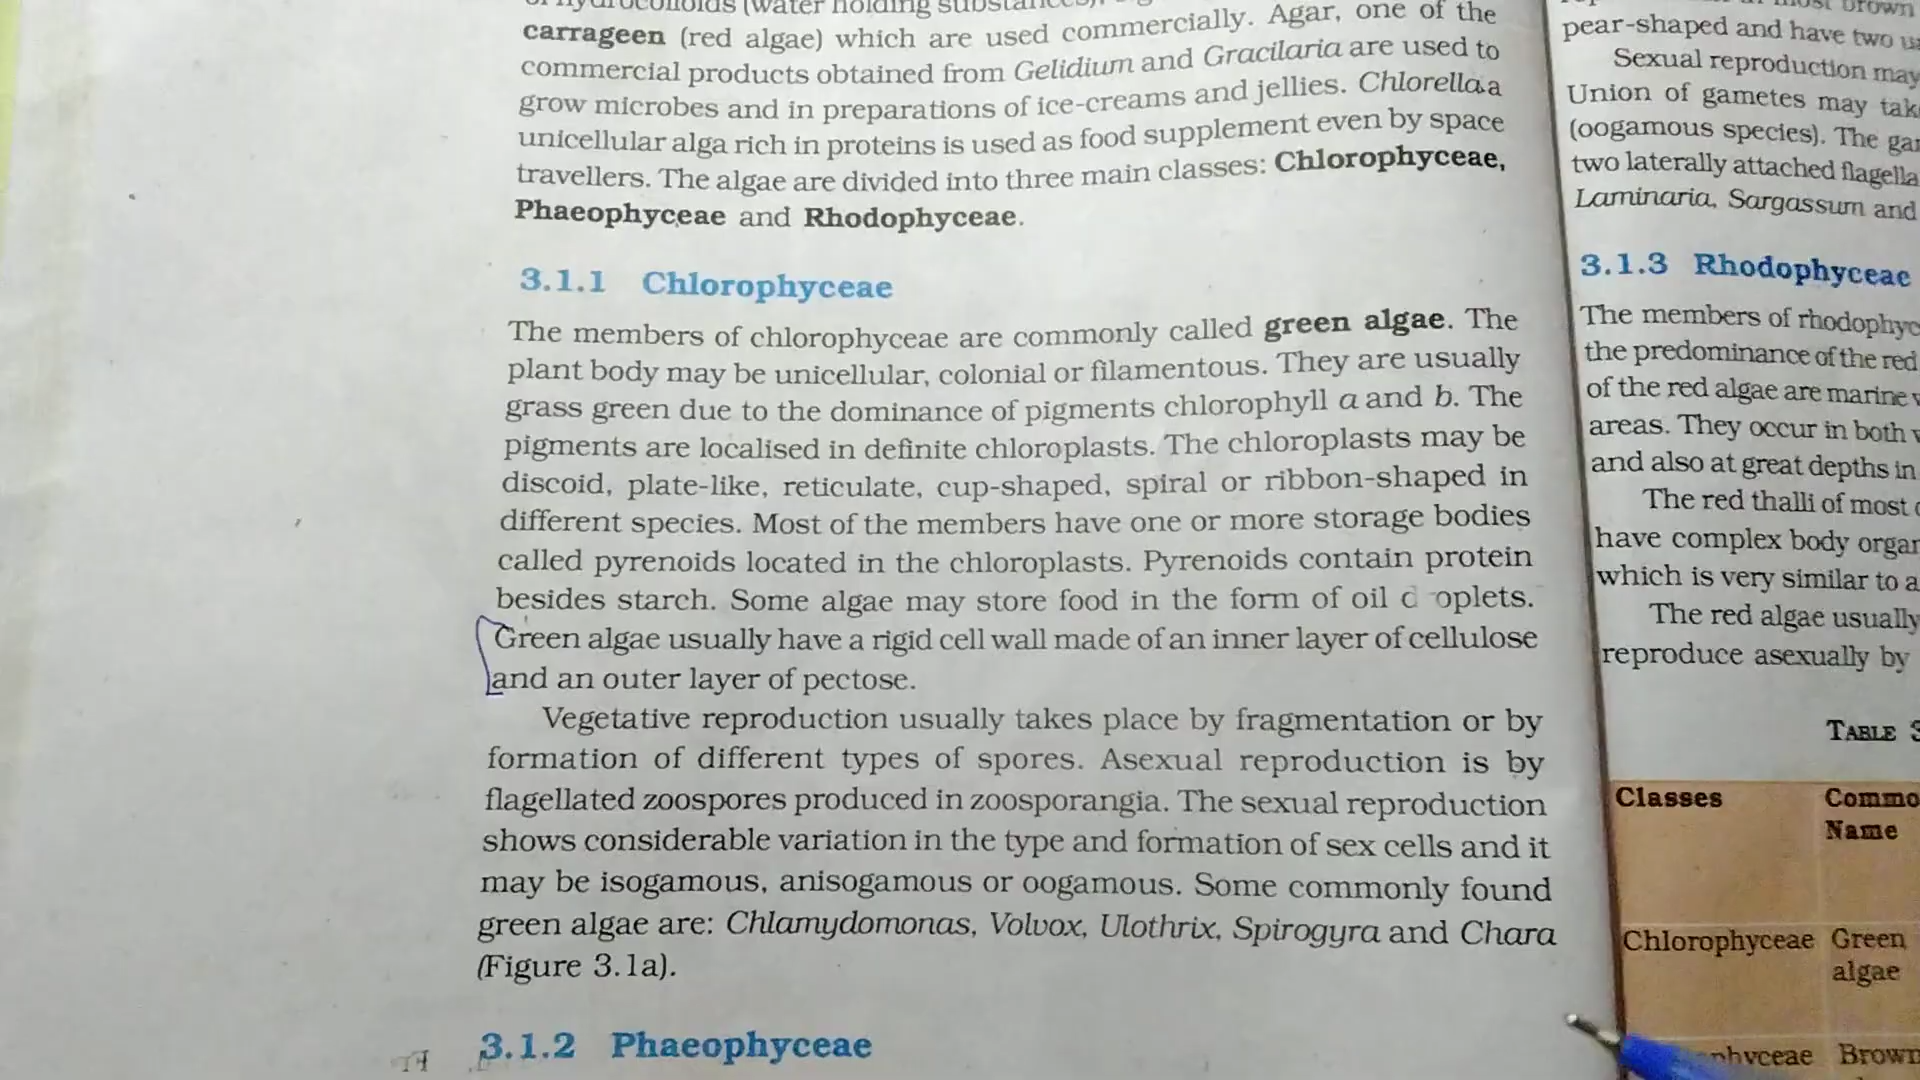 carrageen (red algae) which are used commercially. Agar, one of the
commercial products obtained from Gelidium and Gracilaria are used to
grow microbes and in preparations of ice-creams and jellies. Chlorella a
unicellular alga rich in proteins is used as food supplement even by space
travellers. The algae are divided into three main classes: Chlorophyceae,
Phaeophyceae and Rhodophyceae.
3.1.1 Chlorophyceae
The members of chlorophyceae are commonly called green algae. The
plant body may be unicellular, colonial or filamentous. They are usually
grass green due to the dominance of pigments chlorophyll a and b. The
pigments are localised in definite chloroplasts. The chloroplasts may be
discoid, plate-like, reticulate, cup-shaped, spiral or ribbon-shaped in
different species. Most of the members have one or more storage bodies
called pyrenoids located in the chloroplasts. Pyrenoids contain protein
besides starch. Some algae may store food in the form of oil
Green algae usually have a rigid cell wall made of an inner layer of cellulose
and an outer layer of pectose.
Vegetative reproduction usually takes place by fragmentation or by
formation of different types of spores. Asexual reproduction is by
flagellated zoospores produced in zoosporangia. The sexual reproduction
shows considerable variation in the type and formation of sex cells and it
may be isogamous, anisogamous or oogamous. Some commonly found
green algae are: Chlamydomonas, Volvox, Ulothrix, Spirogyra and Chara
(Figure 3.1a).
3.1.2 Phaeophyceae
pear-shaped and have two
Sexual reproduction may
Union of gametes may
(oogamous species). The
two laterally attached flagella
Laminaria, Sargassum and
3.1.3 Rhodophyceae
The members of
the predominance of the red
of the red algae are marine
areas. They occur in both
and also at great depths in
The red thalli of most
have complex body
which is very similar to a
The red algae usually
reproduce asexually by
TABLE
Classes
Name
Chlorophyceae Green
algae
Brown